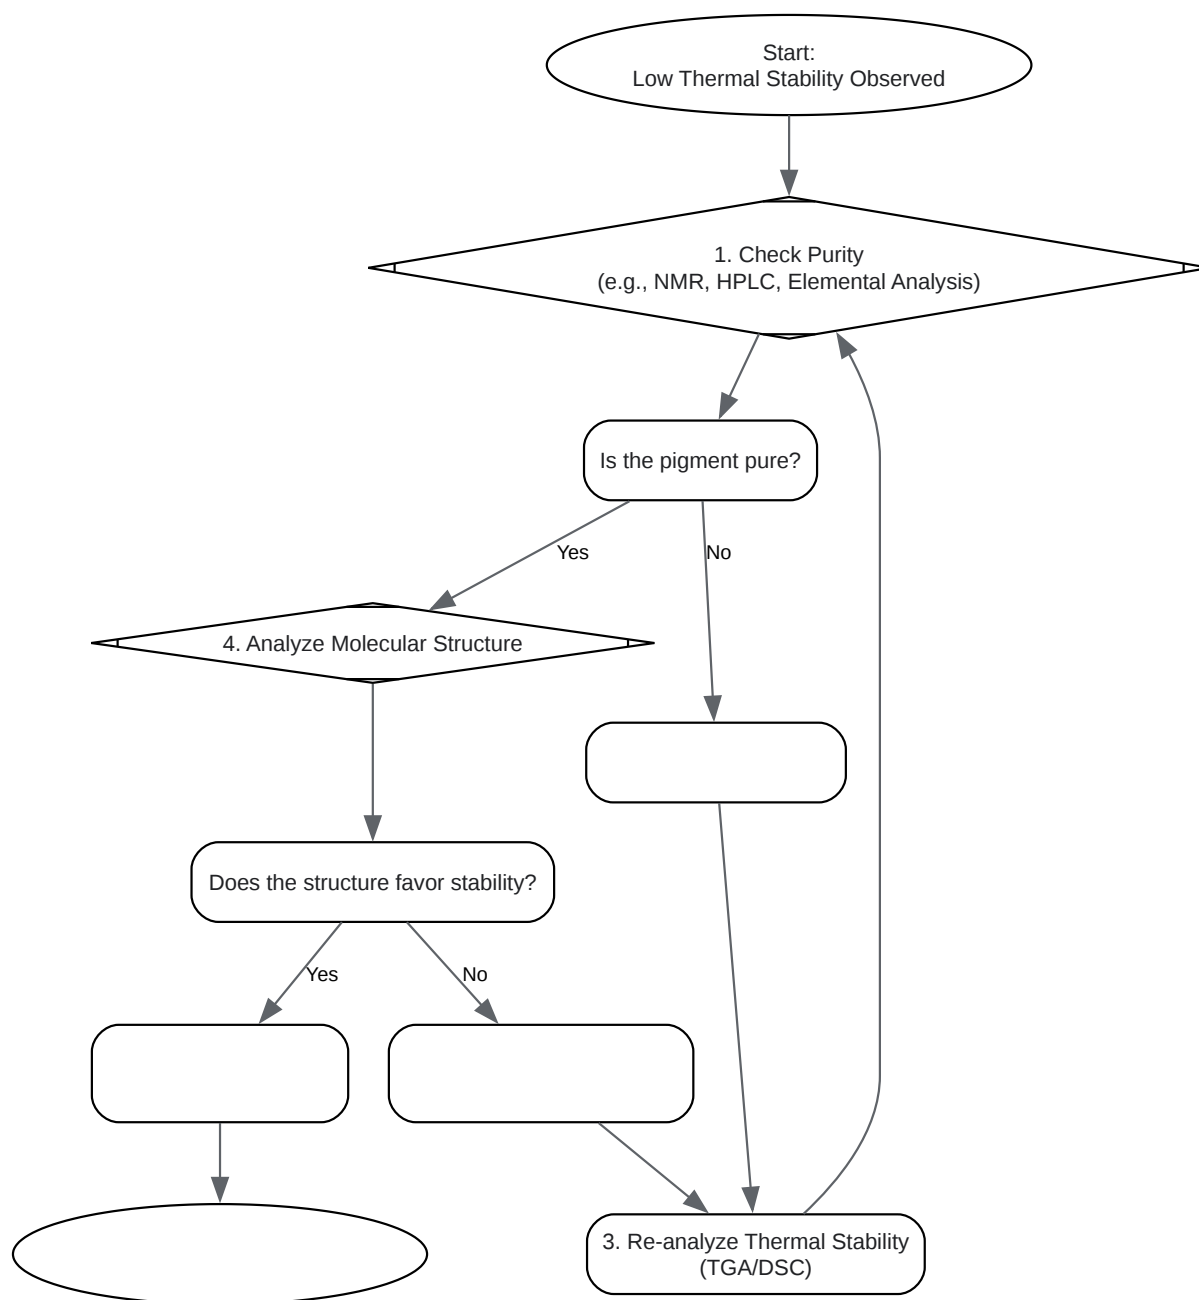 Start:
Low Thermal Stability Observed
1. Check Purity
(e.g., NMR, HPLC, Elemental Analysis)
Is the pigment pure?
Yes
No
4. Analyze Molecular Structure
Does the structure favor stability?
Yes
No
3. Re-analyze Thermal Stability
(TGA/DSC)